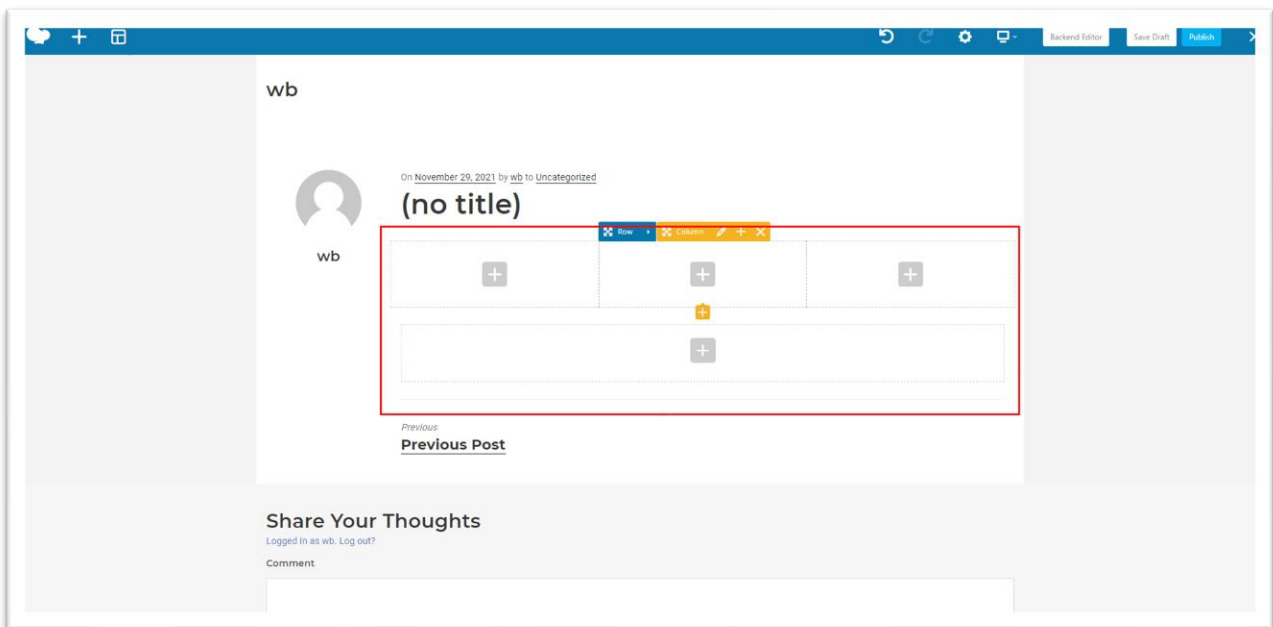 Backend Editor Save Draft Publish
wb
On November 29, 2021 by wb to Uncategorized
(no title)
Row Column
wb
Previous
Previous Post
Share Your Thoughts
Logged in as wb. Log out?
Comment